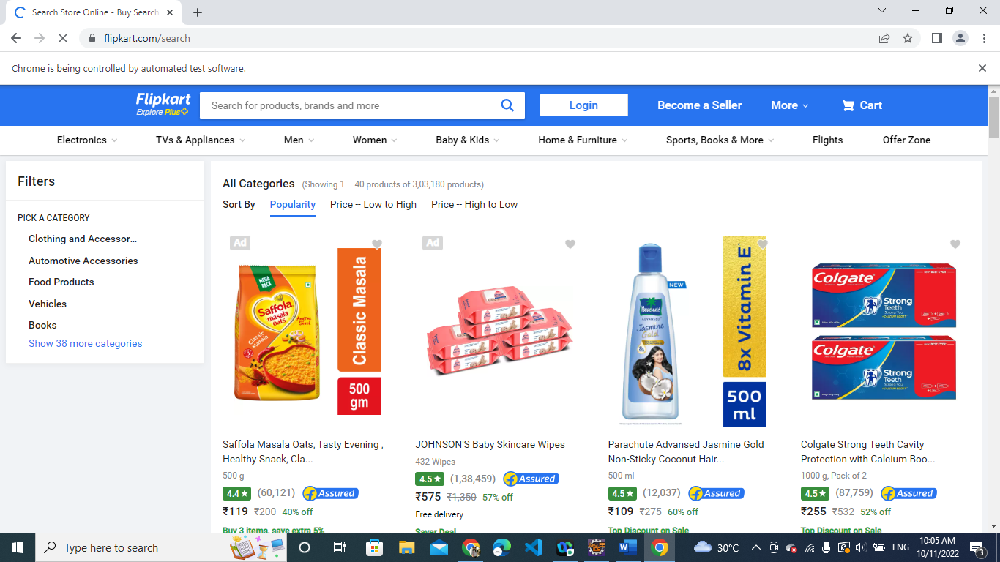 Search Store Online - Buy Search
flipkart.com/search
Chrome is being controlled by automated test software.
Flipkart
Explore Plus
Search for products, brands and more
Login
Become a Seller
More
Cart
Electronics
TVs & Appliances
Men
Women
Baby & Kids
Home & Furniture
Sports, Books & More
Flights
Offer Zone
Filters
PICK A CATEGORY
Clothing and Accessor...
Automotive Accessories
Food Products
Vehicles
Books
Show 38 more categories
All Categories (Showing 1 – 40 products of 3,03,180 products)
Sort By Popularity Price -- Low to High Price -- High to Low
Ad
MEGA PACK
Saffola
masala oats
Classic Masala
Classic Masala
500 gm
Saffola Masala Oats, Tasty Evening ,
Healthy Snack, Cla...
500 g
4.4 (60,121) Assured
₹119 ₹200 40% off
Buy 3 items, save extra 5%
Ad
JOHNSON'S Baby Skincare Wipes
432 Wipes
4.5 (1,38,459) Assured
₹575 ₹1,350 57% off
Free delivery
Saver Deal
NEW
Parachute
ADVANSED
Jasmine
Gold
8x Vitamin E
500 ml
Parachute Advansed Jasmine Gold
Non-Sticky Coconut Hair...
500 ml
4.5 (12,037) Assured
₹109 ₹275 60% off
Top Discount on Sale
Colgate
Strong
Teeth
Colgate
Strong
Teeth
Colgate Strong Teeth Cavity
Protection with Calcium Boo...
1000 g, Pack of 2
4.5 (87,759) Assured
₹255 ₹532 52% off
Top Discount on Sale
Type here to search
30°C
ENG
10:05 AM
10/11/2022
3